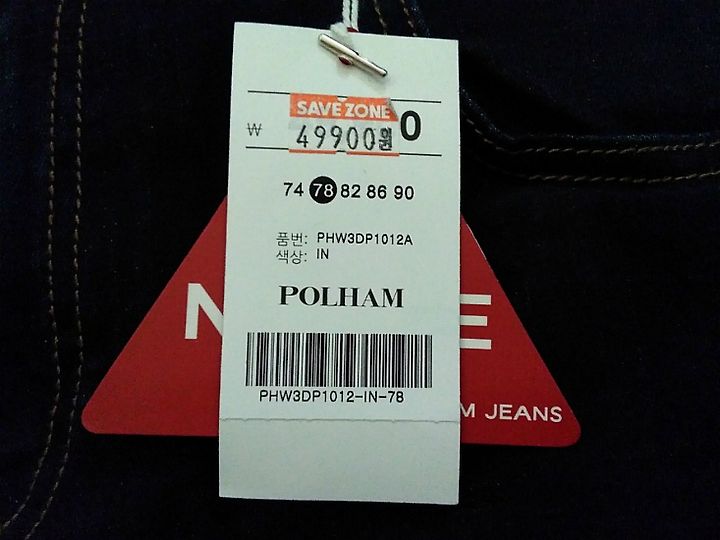 SAVE ZONE
₩ 49900원 0
74 78 82 86 90
품번: PHW3DP1012A
색상: IN
POLHAM
PHW3DP1012-IN-78
M JEANS